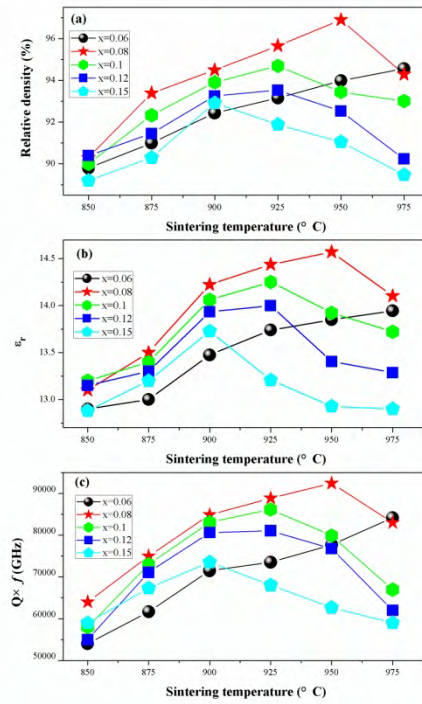 (a)
x=0.06
x=0.08
x=0.1
x=0.12
x=0.15
Relative density (%)
96
94
92
90
850 875 900 925 950 975
Sintering temperature(° C)
(b)
x=0.06
x=0.08
x=0.1
x=0.12
x=0.15
εr
14.5
14.0
13.5
13.0
850 875 900 925 950 975
Sintering temperature(° C)
(c)
x=0.06
x=0.08
x=0.1
x=0.12
x=0.15
Q× f (GHz)
90000
80000
70000
60000
50000
850 875 900 925 950 975
Sintering temperature(° C)